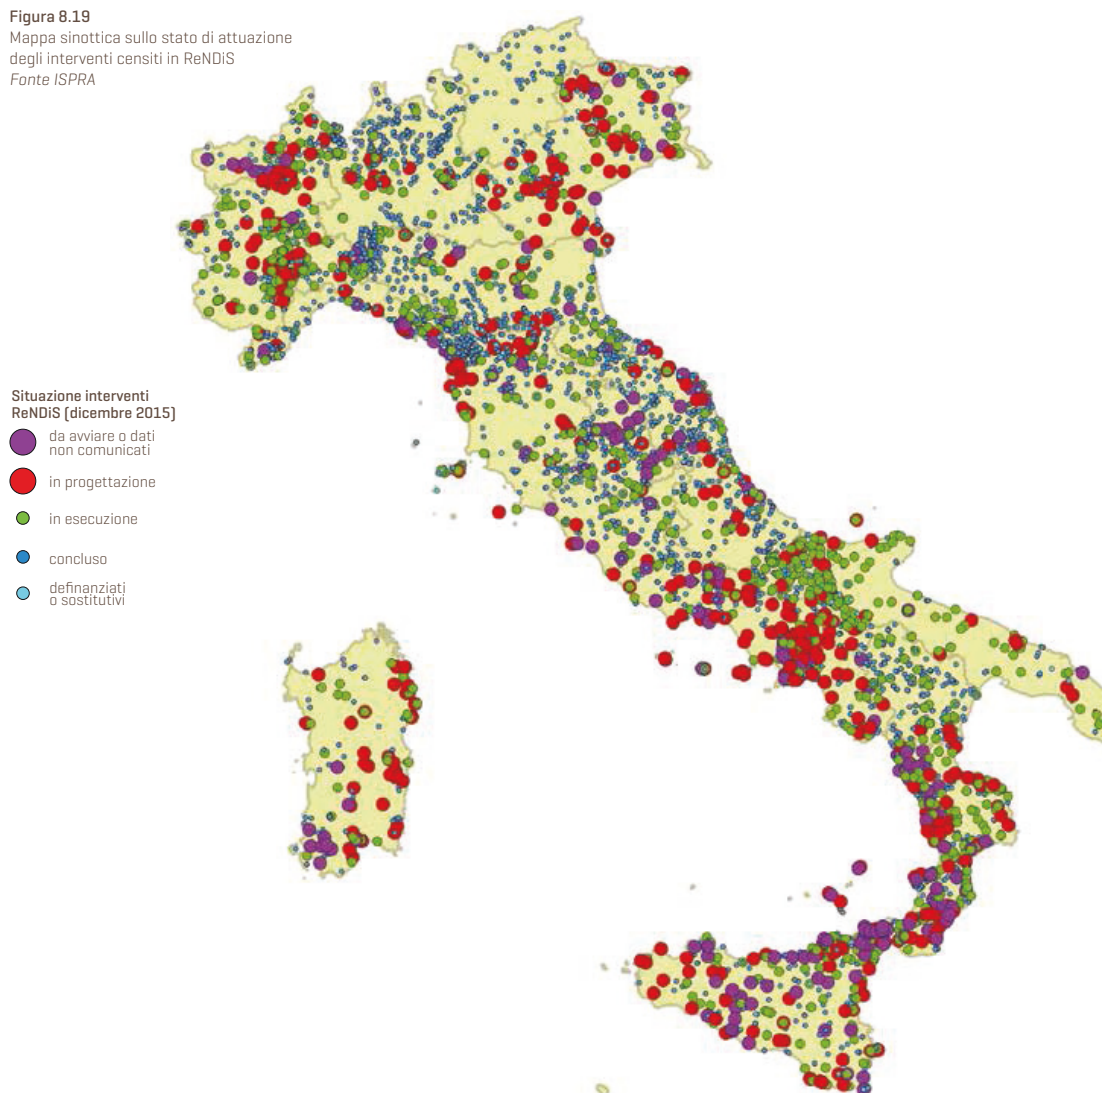 Figura 8.19
Mappa sinottica sullo stato di attuazione
degli interventi censiti in ReNDiS
Fonte ISPRA
Situazione interventi
ReNDiS (dicembre 2015)
da avviare o dati
non comunicati
in progettazione
in esecuzione
concluso
definanziati
o sostitutivi